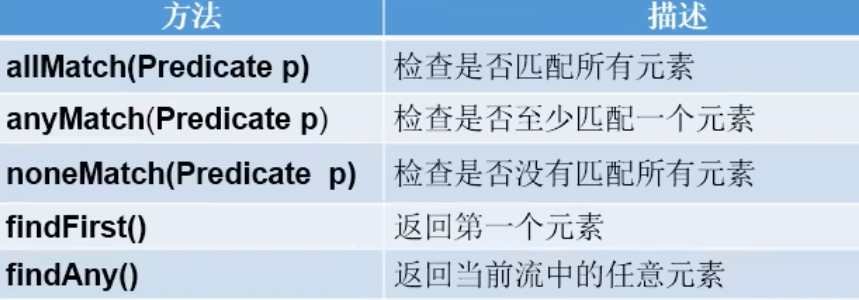 方法 描述
allMatch(Predicate p) 检查是否匹配所有元素
anyMatch(Predicate p) 检查是否至少匹配一个元素
noneMatch(Predicate  p) 检查是否没有匹配所有元素
findFirst() 返回第一个元素
findAny() 返回当前流中的任意元素